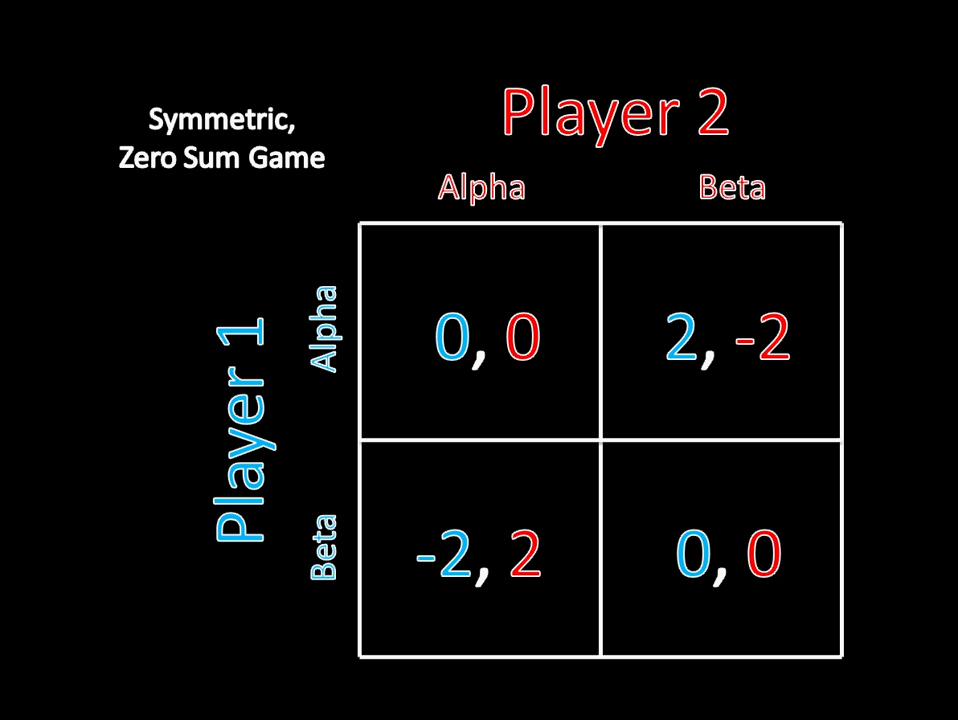 Symmetric,
Zero Sum Game
Player 2
Alpha Beta
Player 1
Alpha
0, 0 2, -2
Beta
-2, 2 0, 0